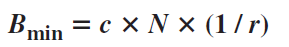 B_min = c × N × (1 / r)